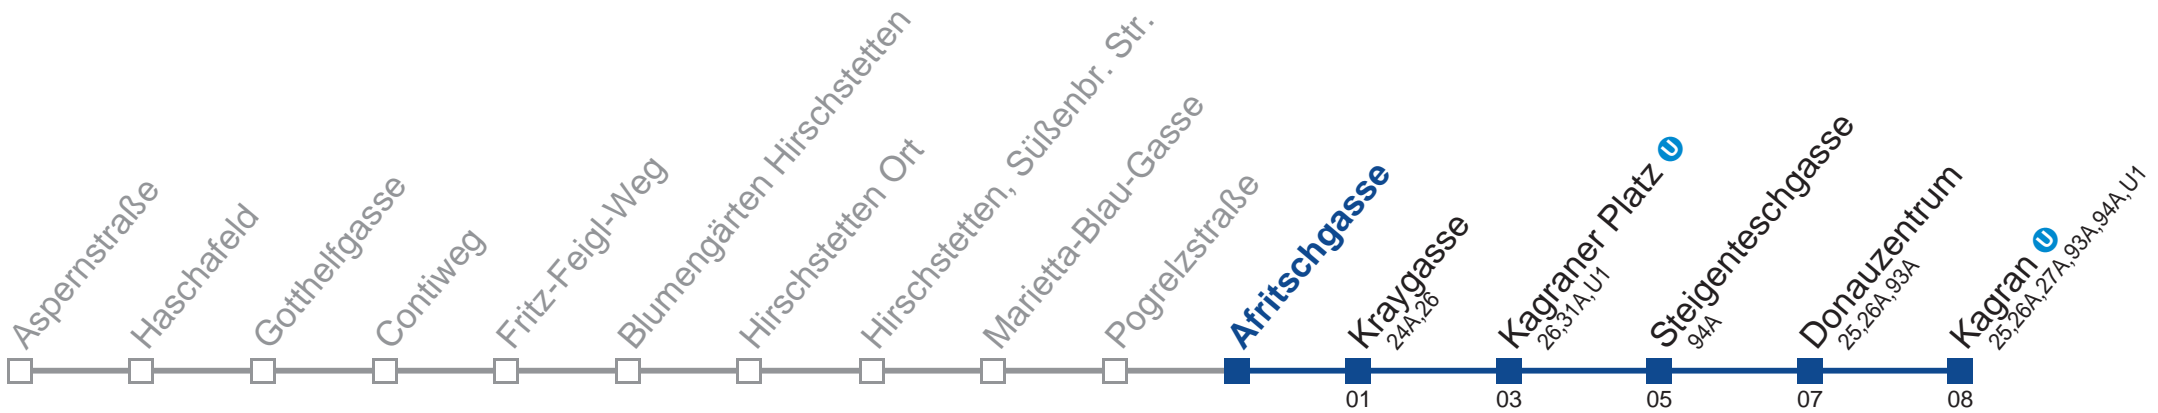 Aspernstraße
Haschafeld
Gotthelfgasse
Contiweg
Fritz-Feigl-Weg
Blumengärten Hirschstetten
Hirschstetten Ort
Hirschstetten, Süßenbr. Str.
Marietta-Blau-Gasse
Pogrelzstraße
Afritschgasse
Kraygasse
24A,26
Kagraner Platz U
26,31A,U1
Steigenteschgasse
94A
Donauzentrum
25,26A,93A
Kagran U
25,26A,27A,93A,94A,U1
01
03
05
07
08